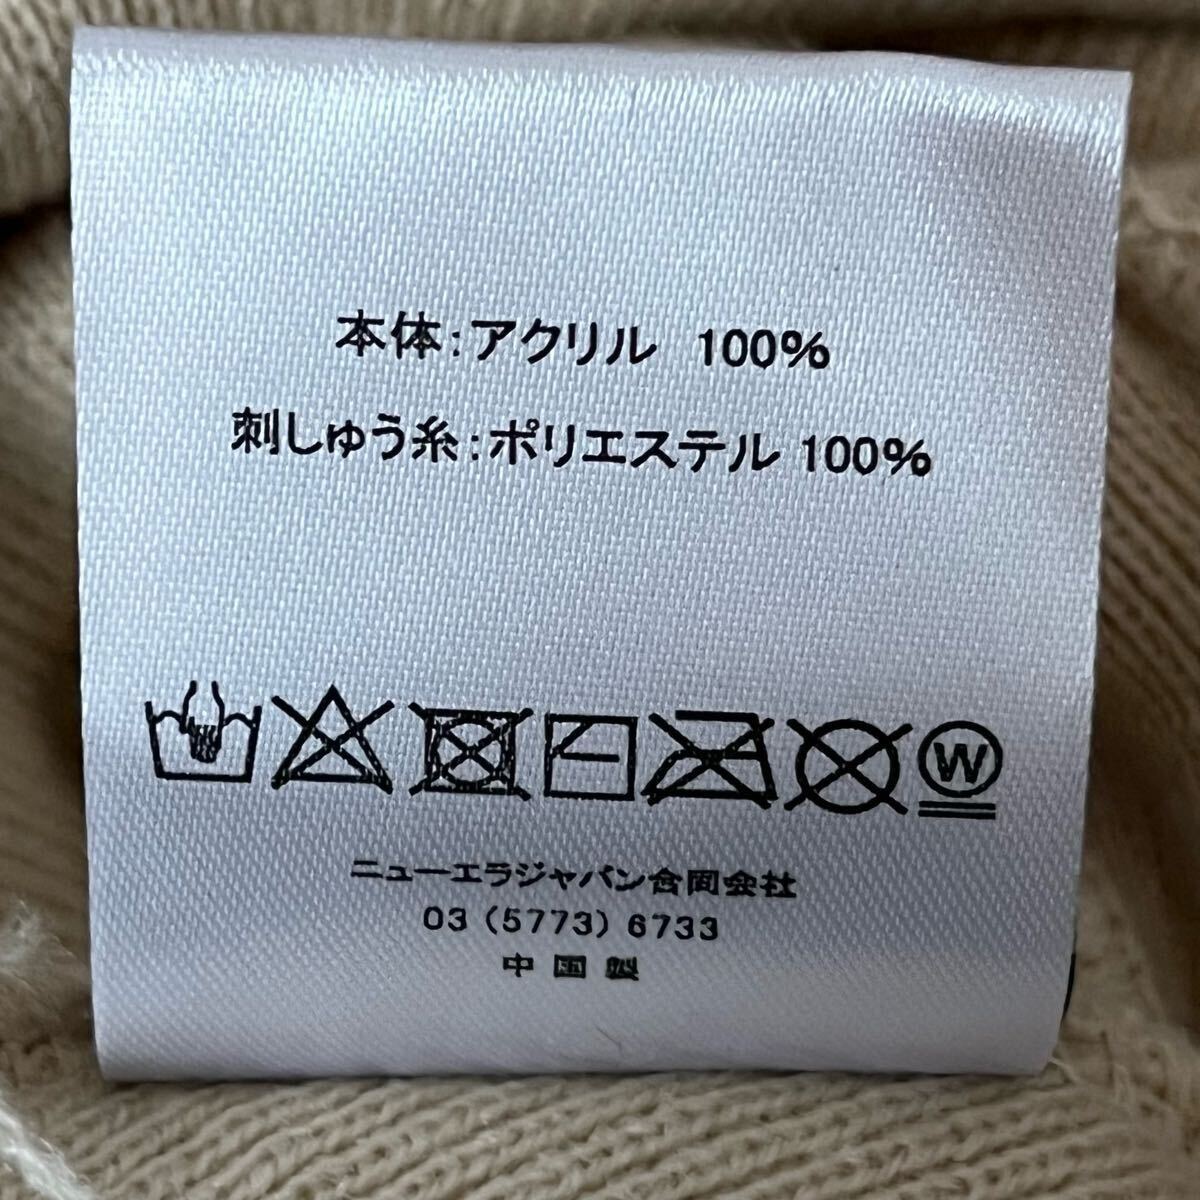 本体：アクリル 100%
刺しゅう糸：ポリエステル 100%
W
ニューエラジャパン合同会社
03 (5773) 6733
中国製